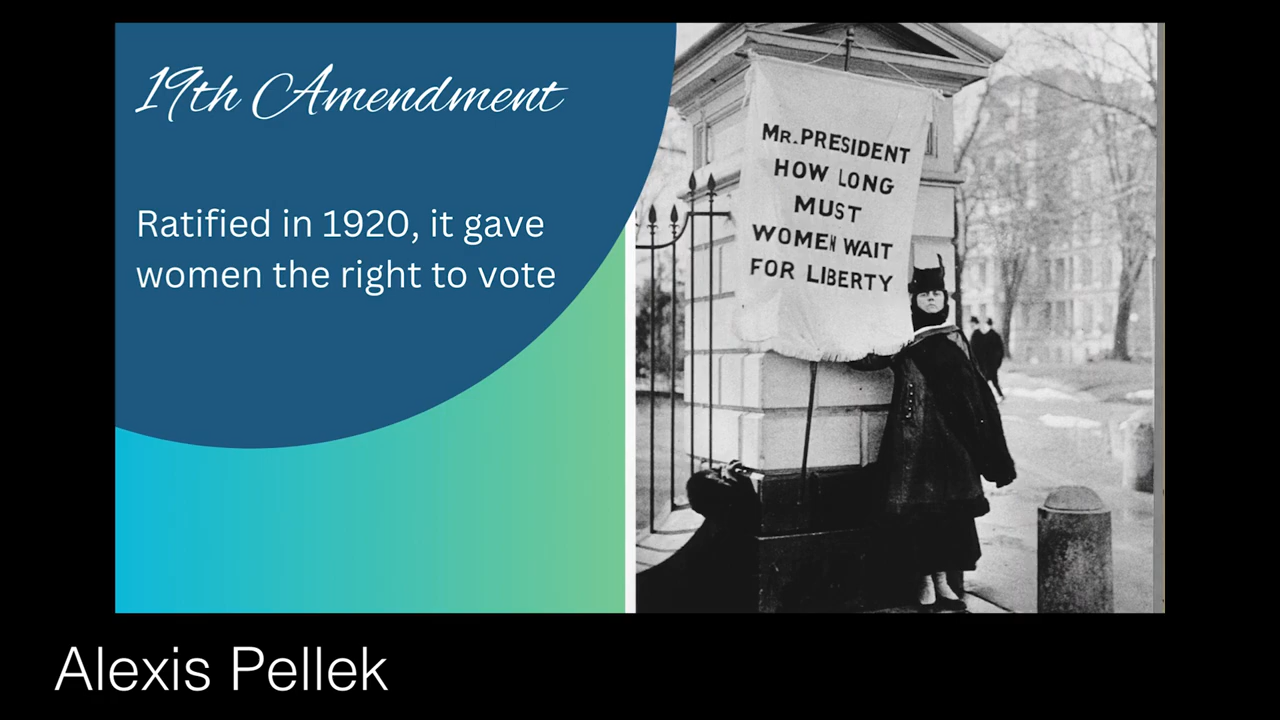 19th Amendment
Ratified in 1920, it gave
women the right to vote
MR. PRESIDENT
HOW LONG
MUST
WOMEN WAIT
FOR LIBERTY
Alexis Pellek